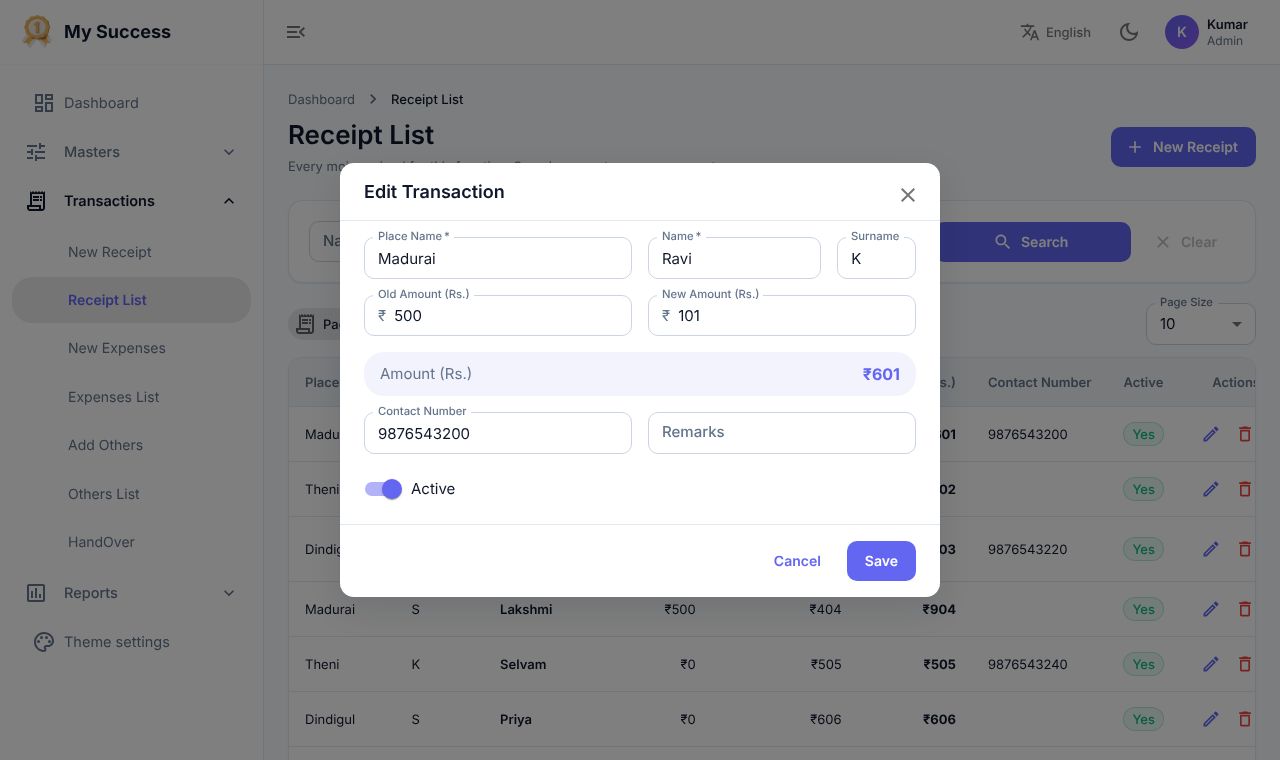 My Success
English
K
Kumar
Admin
Dashboard
Masters
Transactions
New Receipt
Receipt List
New Expenses
Expenses List
Add Others
Others List
HandOver
Reports
Theme settings
Dashboard > Receipt List
Receipt List
+ New Receipt
Search
Clear
Page Size
10
Edit Transaction
Place Name *
Madurai
Name *
Ravi
Surname
K
Old Amount (Rs.)
₹ 500
New Amount (Rs.)
₹ 101
Amount (Rs.) ₹601
Contact Number
9876543200
Remarks
Active
Cancel
Save
Place Contact Number Active Actions
9876543200 Yes
Theni Yes
9876543220 Yes
Madurai S Lakshmi ₹500 ₹404 ₹904 Yes
Theni K Selvam ₹0 ₹505 ₹505 9876543240 Yes
Dindigul S Priya ₹0 ₹606 ₹606 Yes